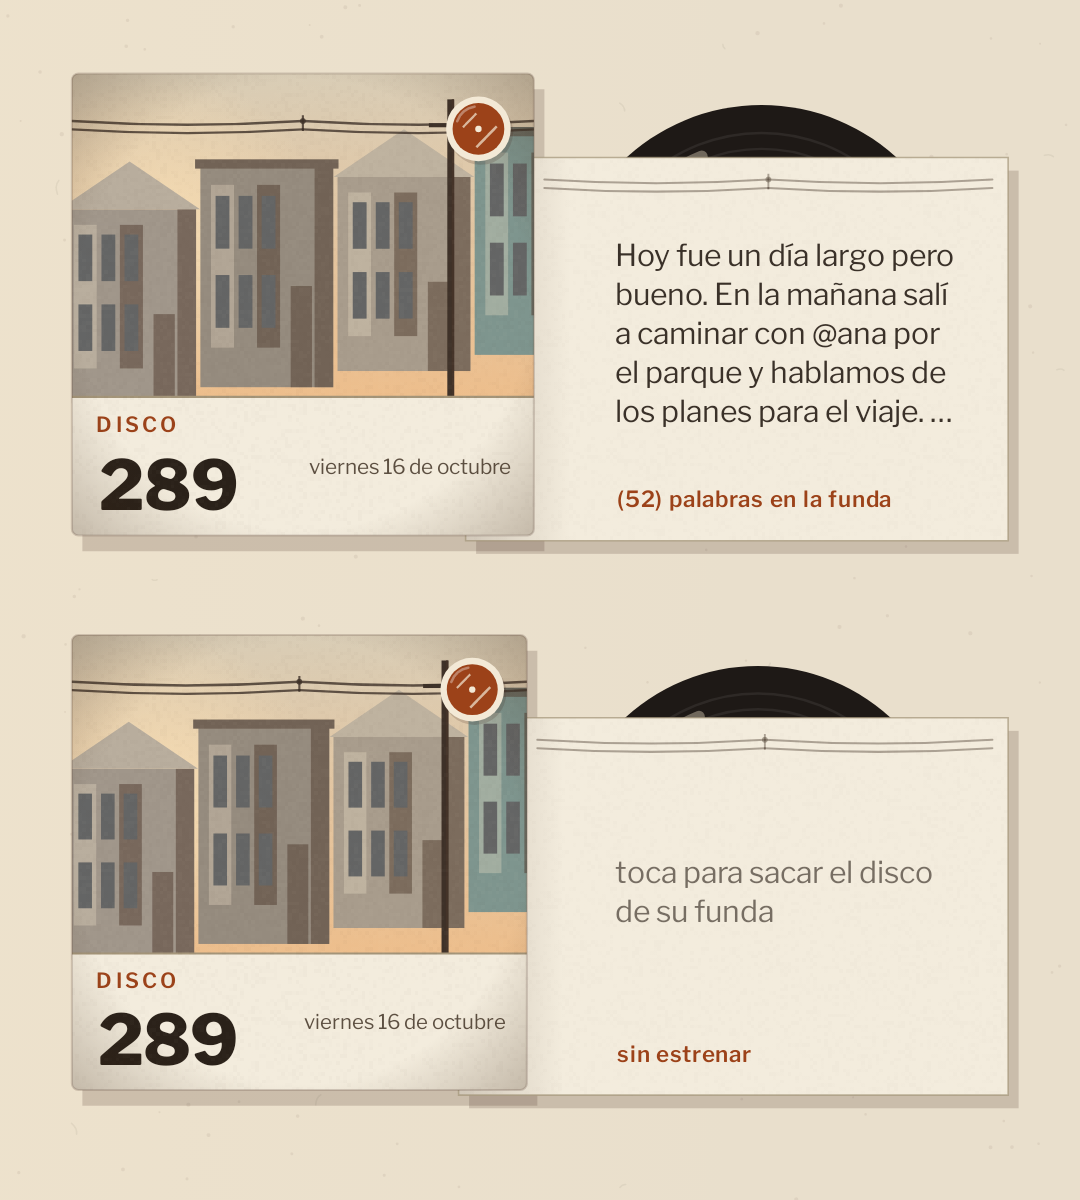 DISCO
289
viernes 16 de octubre
Hoy fue un día largo pero
bueno. En la mañana salí
a caminar con @ana por
el parque y hablamos de
los planes para el viaje. …
(52) palabras en la funda
DISCO
289
viernes 16 de octubre
toca para sacar el disco
de su funda
sin estrenar